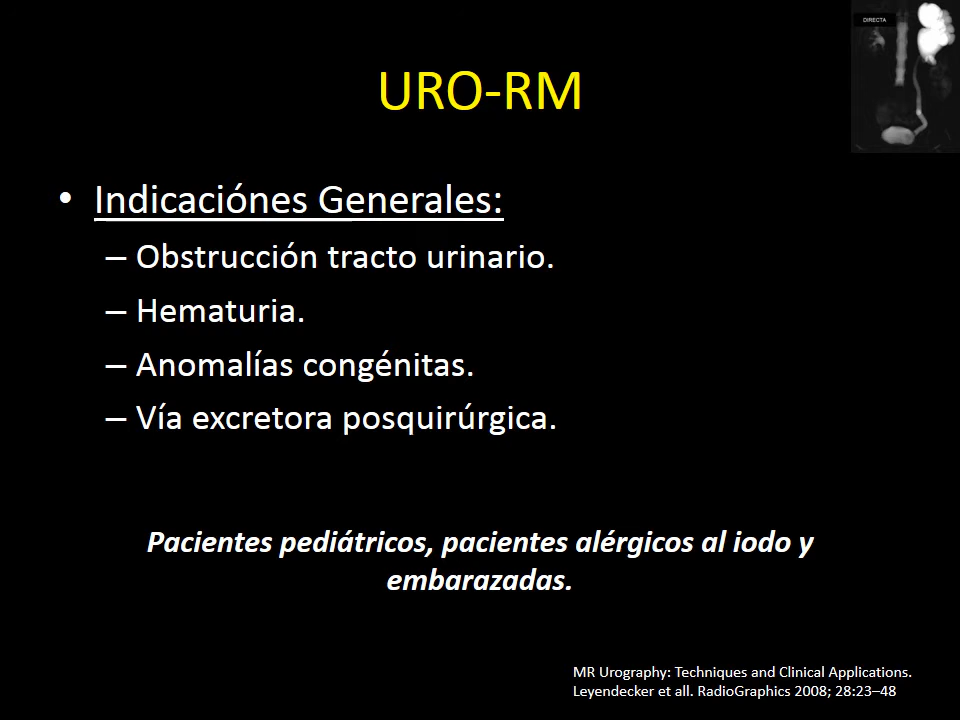 DIRECTA
URO-RM
• Indicaciónes Generales:
– Obstrucción tracto urinario.
– Hematuria.
– Anomalías congénitas.
– Vía excretora posquirúrgica.
Pacientes pediátricos, pacientes alérgicos al iodo y
embarazadas.
MR Urography: Techniques and Clinical Applications.
Leyendecker et all. RadioGraphics 2008; 28:23–48